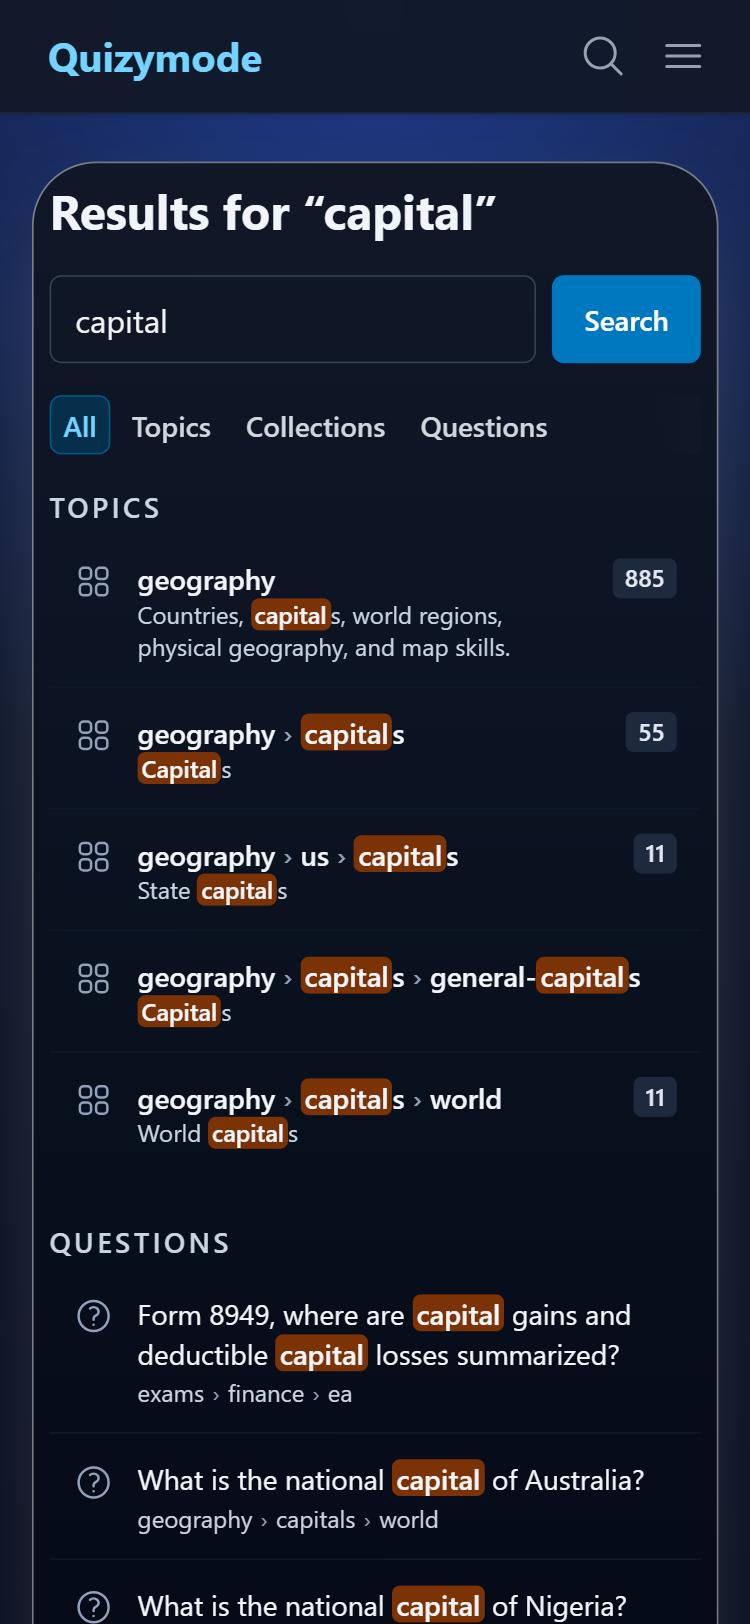 Quizymode
Results for “capital”
capital
Search
All
Topics
Collections
Questions
TOPICS
geography
885
Countries, capitals, world regions,
physical geography, and map skills.
geography › capitals
55
Capitals
geography › us › capitals
11
State capitals
geography › capitals › general-capitals
Capitals
geography › capitals › world
11
World capitals
QUESTIONS
Form 8949, where are capital gains and
deductible capital losses summarized?
exams › finance › ea
What is the national capital of Australia?
geography › capitals › world
What is the national capital of Nigeria?